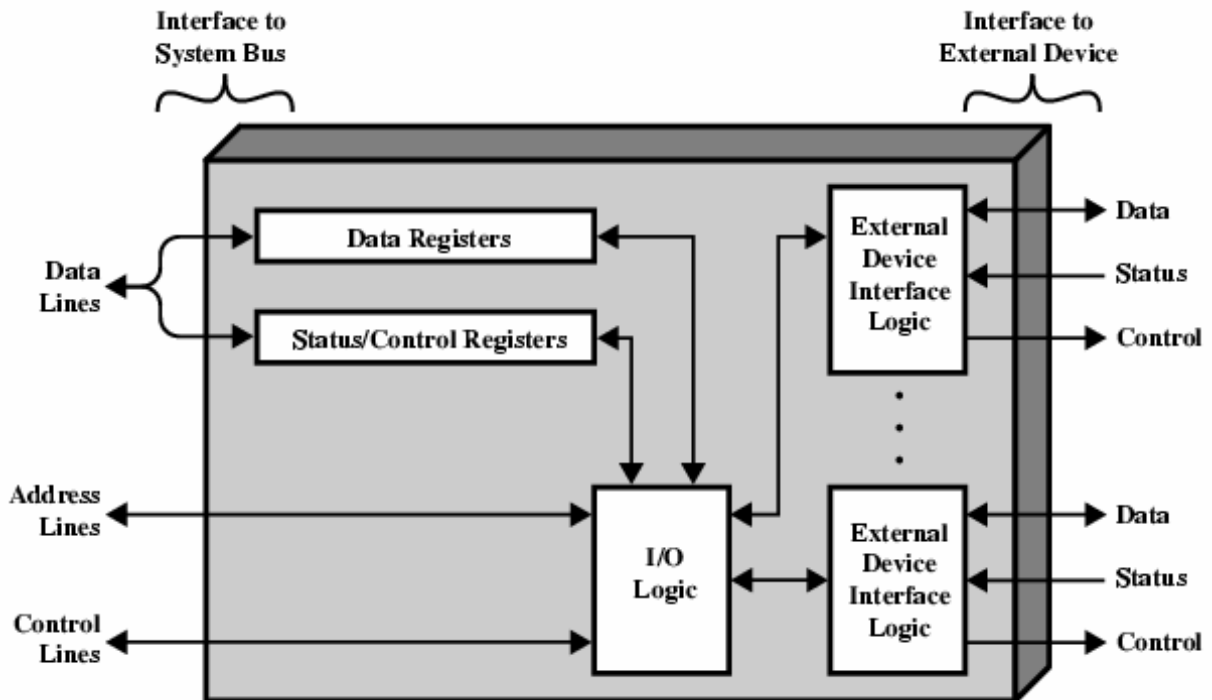 Interface to
System Bus
Interface to
External Device
Data Registers
Status/Control Registers
Data
Lines
Address
Lines
Control
Lines
I/O
Logic
External
Device
Interface
Logic
Data
Status
Control
External
Device
Interface
Logic
Data
Status
Control